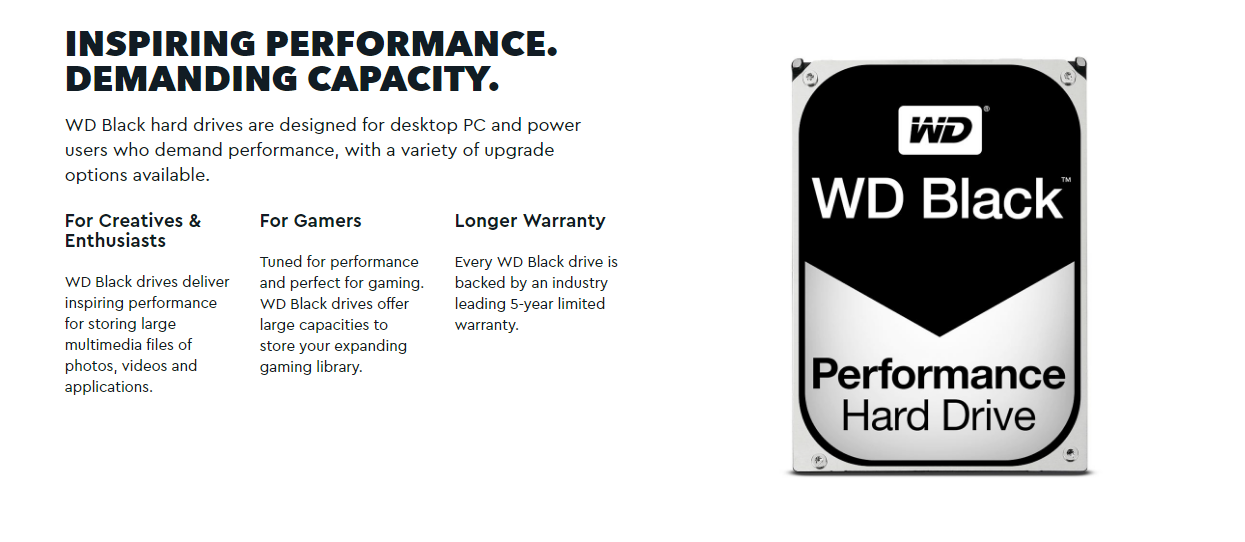 INSPIRING PERFORMANCE.
DEMANDING CAPACITY.
WD Black hard drives are designed for desktop PC and power
users who demand performance, with a variety of upgrade
options available.
For Creatives &
Enthusiasts
WD Black drives deliver
inspiring performance
for storing large
multimedia files of
photos, videos and
applications.
For Gamers
Tuned for performance
and perfect for gaming.
WD Black drives offer
large capacities to
store your expanding
gaming library.
Longer Warranty
Every WD Black drive is
backed by an industry
leading 5-year limited
warranty.
WD®
WD Black™
Performance
Hard Drive